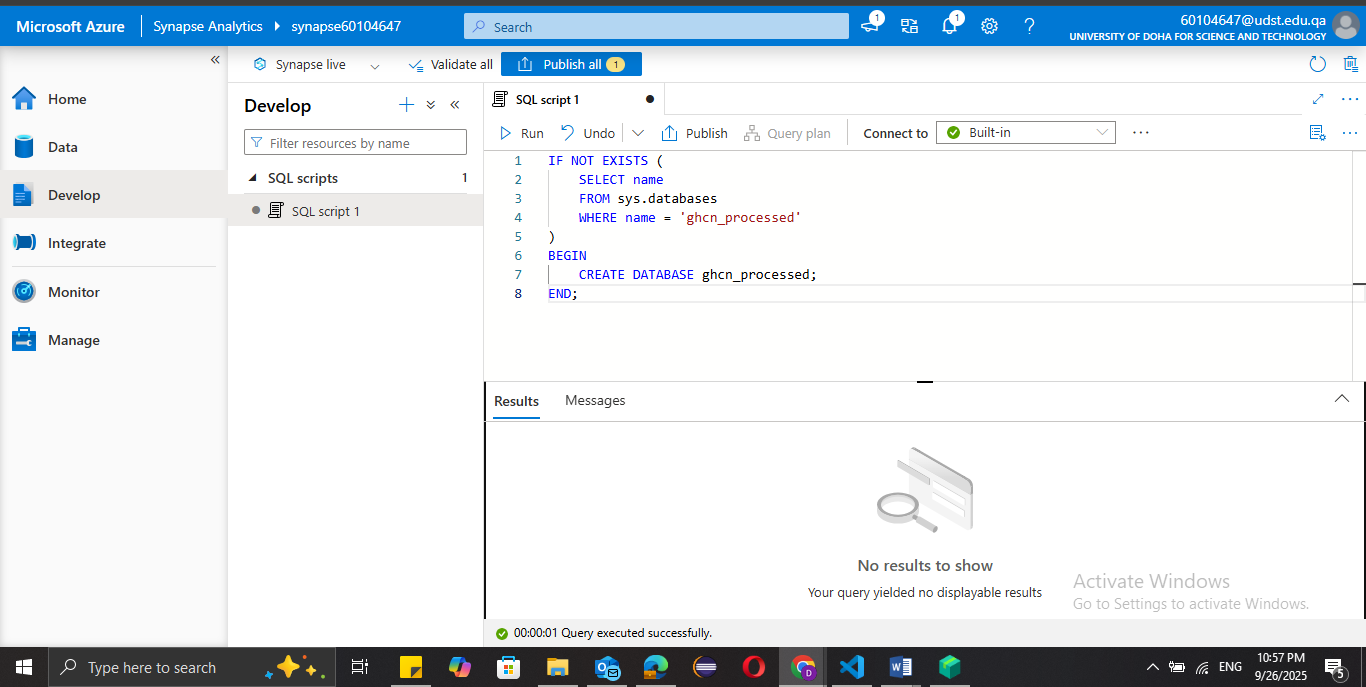 Microsoft Azure
Synapse Analytics
synapse60104647
Search
1
1
?
60104647@udst.edu.qa
UNIVERSITY OF DOHA FOR SCIENCE AND TECHNOLOGY
Home
Data
Develop
Integrate
Monitor
Manage
Synapse live
Validate all
Publish all 1
Develop
Filter resources by name
SQL scripts 1
SQL script 1
SQL script 1
Run
Undo
Publish
Query plan
Connect to
Built-in
1 IF NOT EXISTS (
2 SELECT name
3 FROM sys.databases
4 WHERE name = 'ghcn_processed'
5 )
6 BEGIN
7 CREATE DATABASE ghcn_processed;
8 END;
Results
Messages
No results to show
Your query yielded no displayable results
Activate Windows
Go to Settings to activate Windows.
00:00:01 Query executed successfully.
Type here to search
D
ENG
10:57 PM
9/26/2025
5